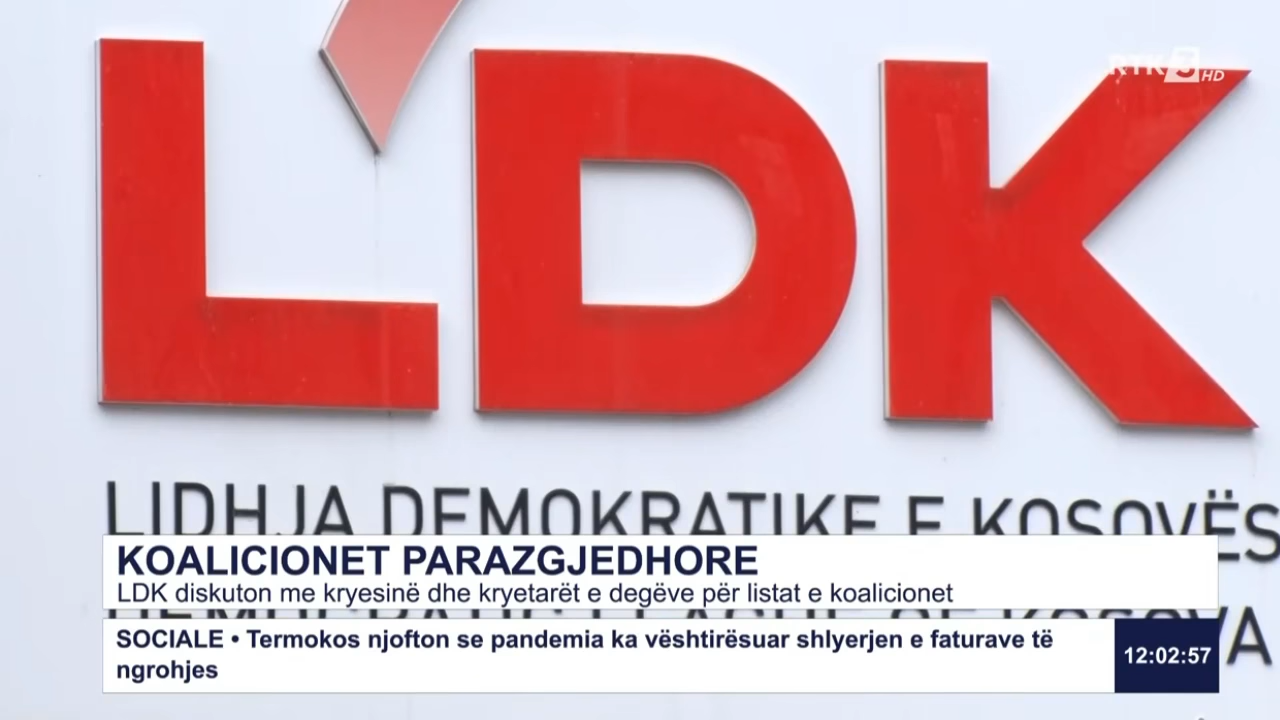 LDK
RTK 3 HD
LIDHJA DEMOKRATIKE E KOSOVËS
KOALICIONET PARAZGJEDHORE
LDK diskuton me kryesinë dhe kryetarët e degëve për listat e koalicionet
SOCIALE • Termokos njofton se pandemia ka vështirësuar shlyerjen e faturave të
ngrohjes
12:02:57